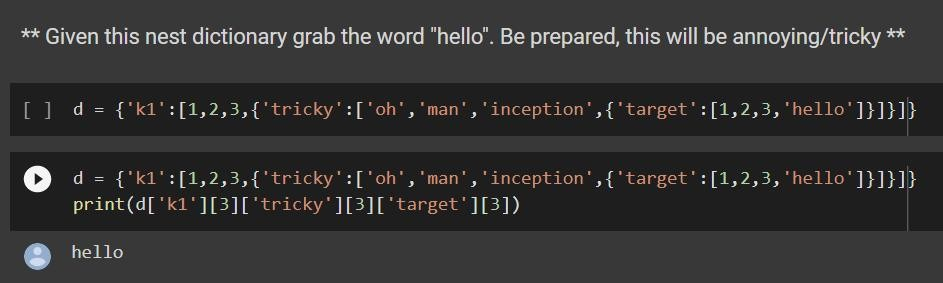 ** Given this nest dictionary grab the word "hello". Be prepared, this will be annoying/tricky **
[ ] d = {'k1':[1,2,3,{'tricky':['oh','man','inception',{'target':[1,2,3,'hello']}]}]}
d = {'k1':[1,2,3,{'tricky':['oh','man','inception',{'target':[1,2,3,'hello']}]}]}
print(d['k1'][3]['tricky'][3]['target'][3])
hello